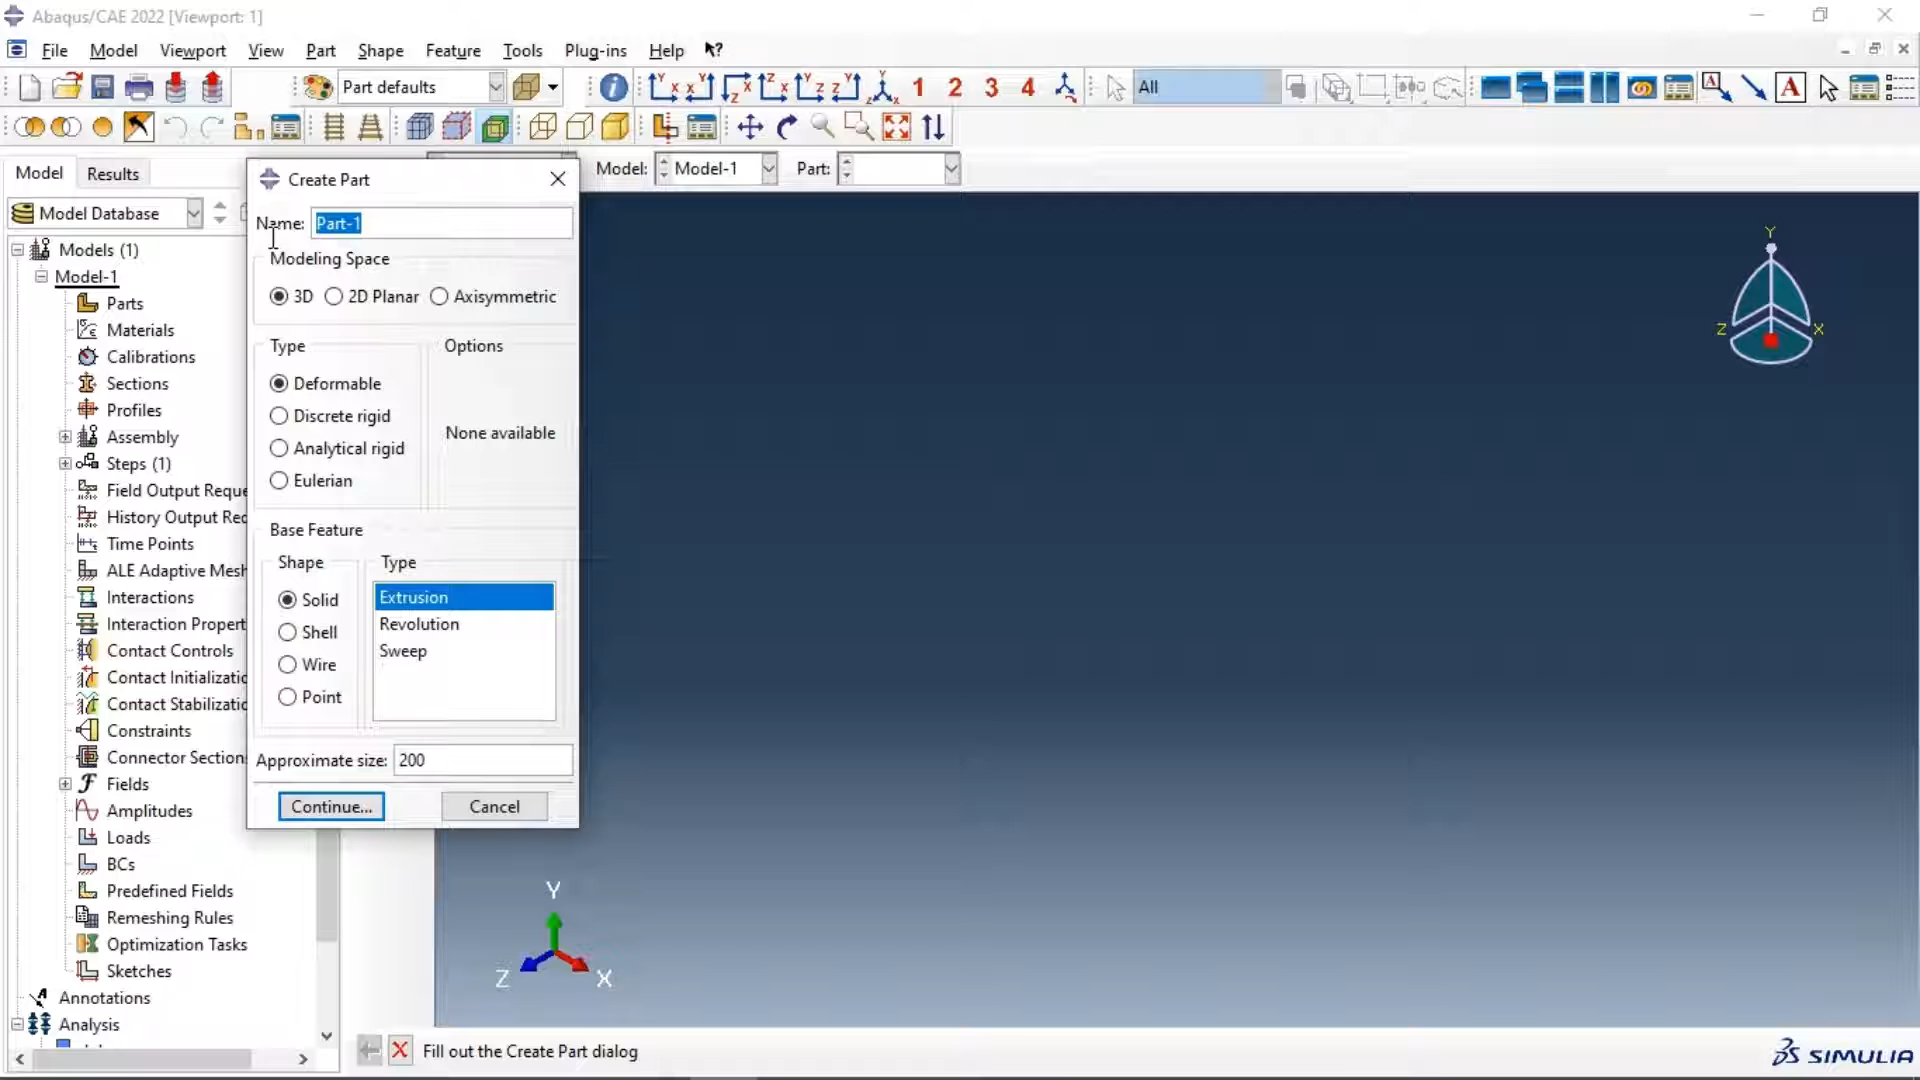 Abaqus/CAE 2022 [Viewport: 1]
File Model Viewport View Part Shape Feature Tools Plug-ins Help
Part defaults
1 2 3 4
All
A
Model Results
Model: Model-1 Part:
Model Database
Models (1)
Model-1
Parts
Materials
Calibrations
Sections
Profiles
Assembly
Steps (1)
Field Output Reque
History Output Rec
Time Points
ALE Adaptive Mesh
Interactions
Interaction Propert
Contact Controls
Contact Initializatio
Contact Stabilizatio
Constraints
Connector Section
Fields
Amplitudes
Loads
BCs
Predefined Fields
Remeshing Rules
Optimization Tasks
Sketches
Annotations
Analysis
Create Part
Name: Part-1
Modeling Space
3D 2D Planar Axisymmetric
Type
Deformable
Discrete rigid
Analytical rigid
Eulerian
Options
None available
Base Feature
Shape
Solid
Shell
Wire
Point
Type
Extrusion
Revolution
Sweep
Approximate size: 200
Continue... Cancel
Y
Z X
Y
Z X
Fill out the Create Part dialog
SIMULIA